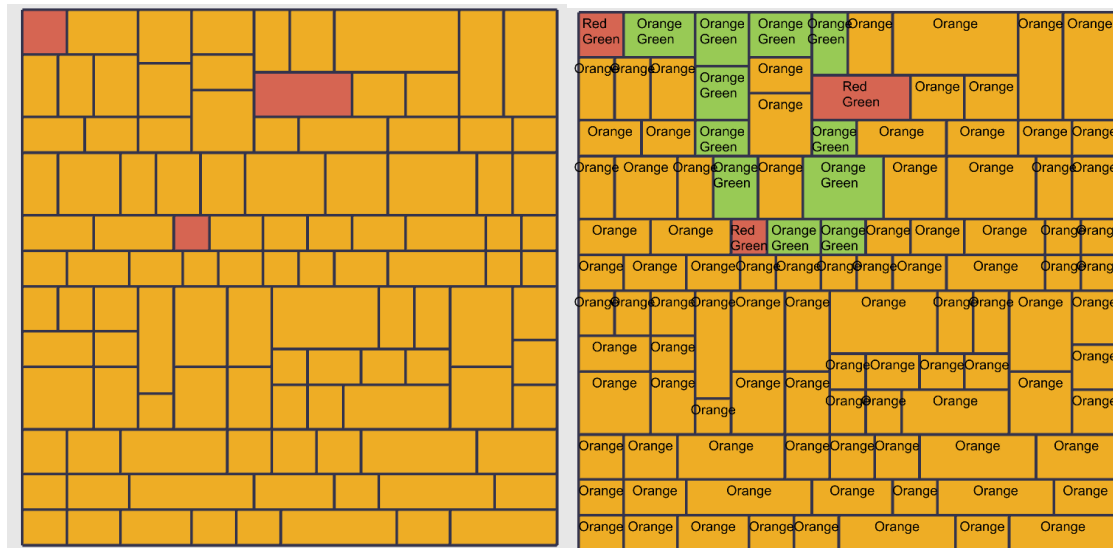 Red Orange Orange Orange Orange Orange Orange Orange Orange
Green Green Green Green Green
Orange Orange Orange Orange
Orange Red Orange Orange
Green Green
Orange
Orange Orange Orange Orange Orange Orange Orange Orange
Green Green
Orange Orange Orange Orange Orange Orange Orange Orange Orange Orange
Green Green
Orange Orange Red Orange Orange Orange Orange Orange Orange Orange
Green Green Green
Orange Orange Orange Orange Orange Orange Orange Orange Orange Orange Orange
Orange Orange Orange Orange Orange Orange Orange Orange Orange Orange Orange
Orange Orange
Orange
Orange Orange Orange Orange
Orange Orange Orange Orange Orange
Orange Orange Orange Orange
Orange
Orange Orange Orange Orange Orange Orange Orange Orange
Orange Orange Orange Orange Orange Orange Orange
Orange Orange Orange Orange Orange Orange Orange